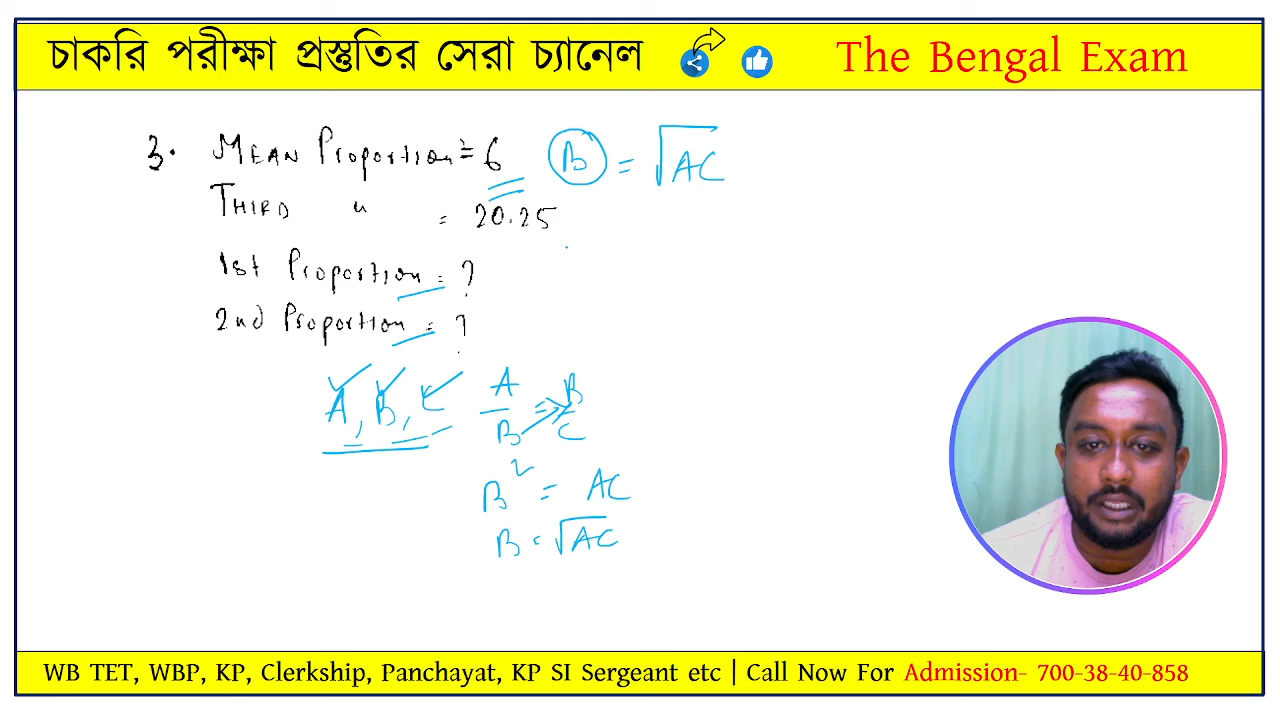 চাকরি পরীক্ষা প্রস্তুতির সেরা চ্যানেল The Bengal Exam
3. MEAN Proportion = 6 B = √AC
THIRD " = 20.25
1st Proportion = ?
2nd Proportion = ?
A, B, C A/B = B/C
B² = AC
B = √AC
WB TET, WBP, KP, Clerkship, Panchayat, KP SI Sergeant etc | Call Now For Admission- 700-38-40-858